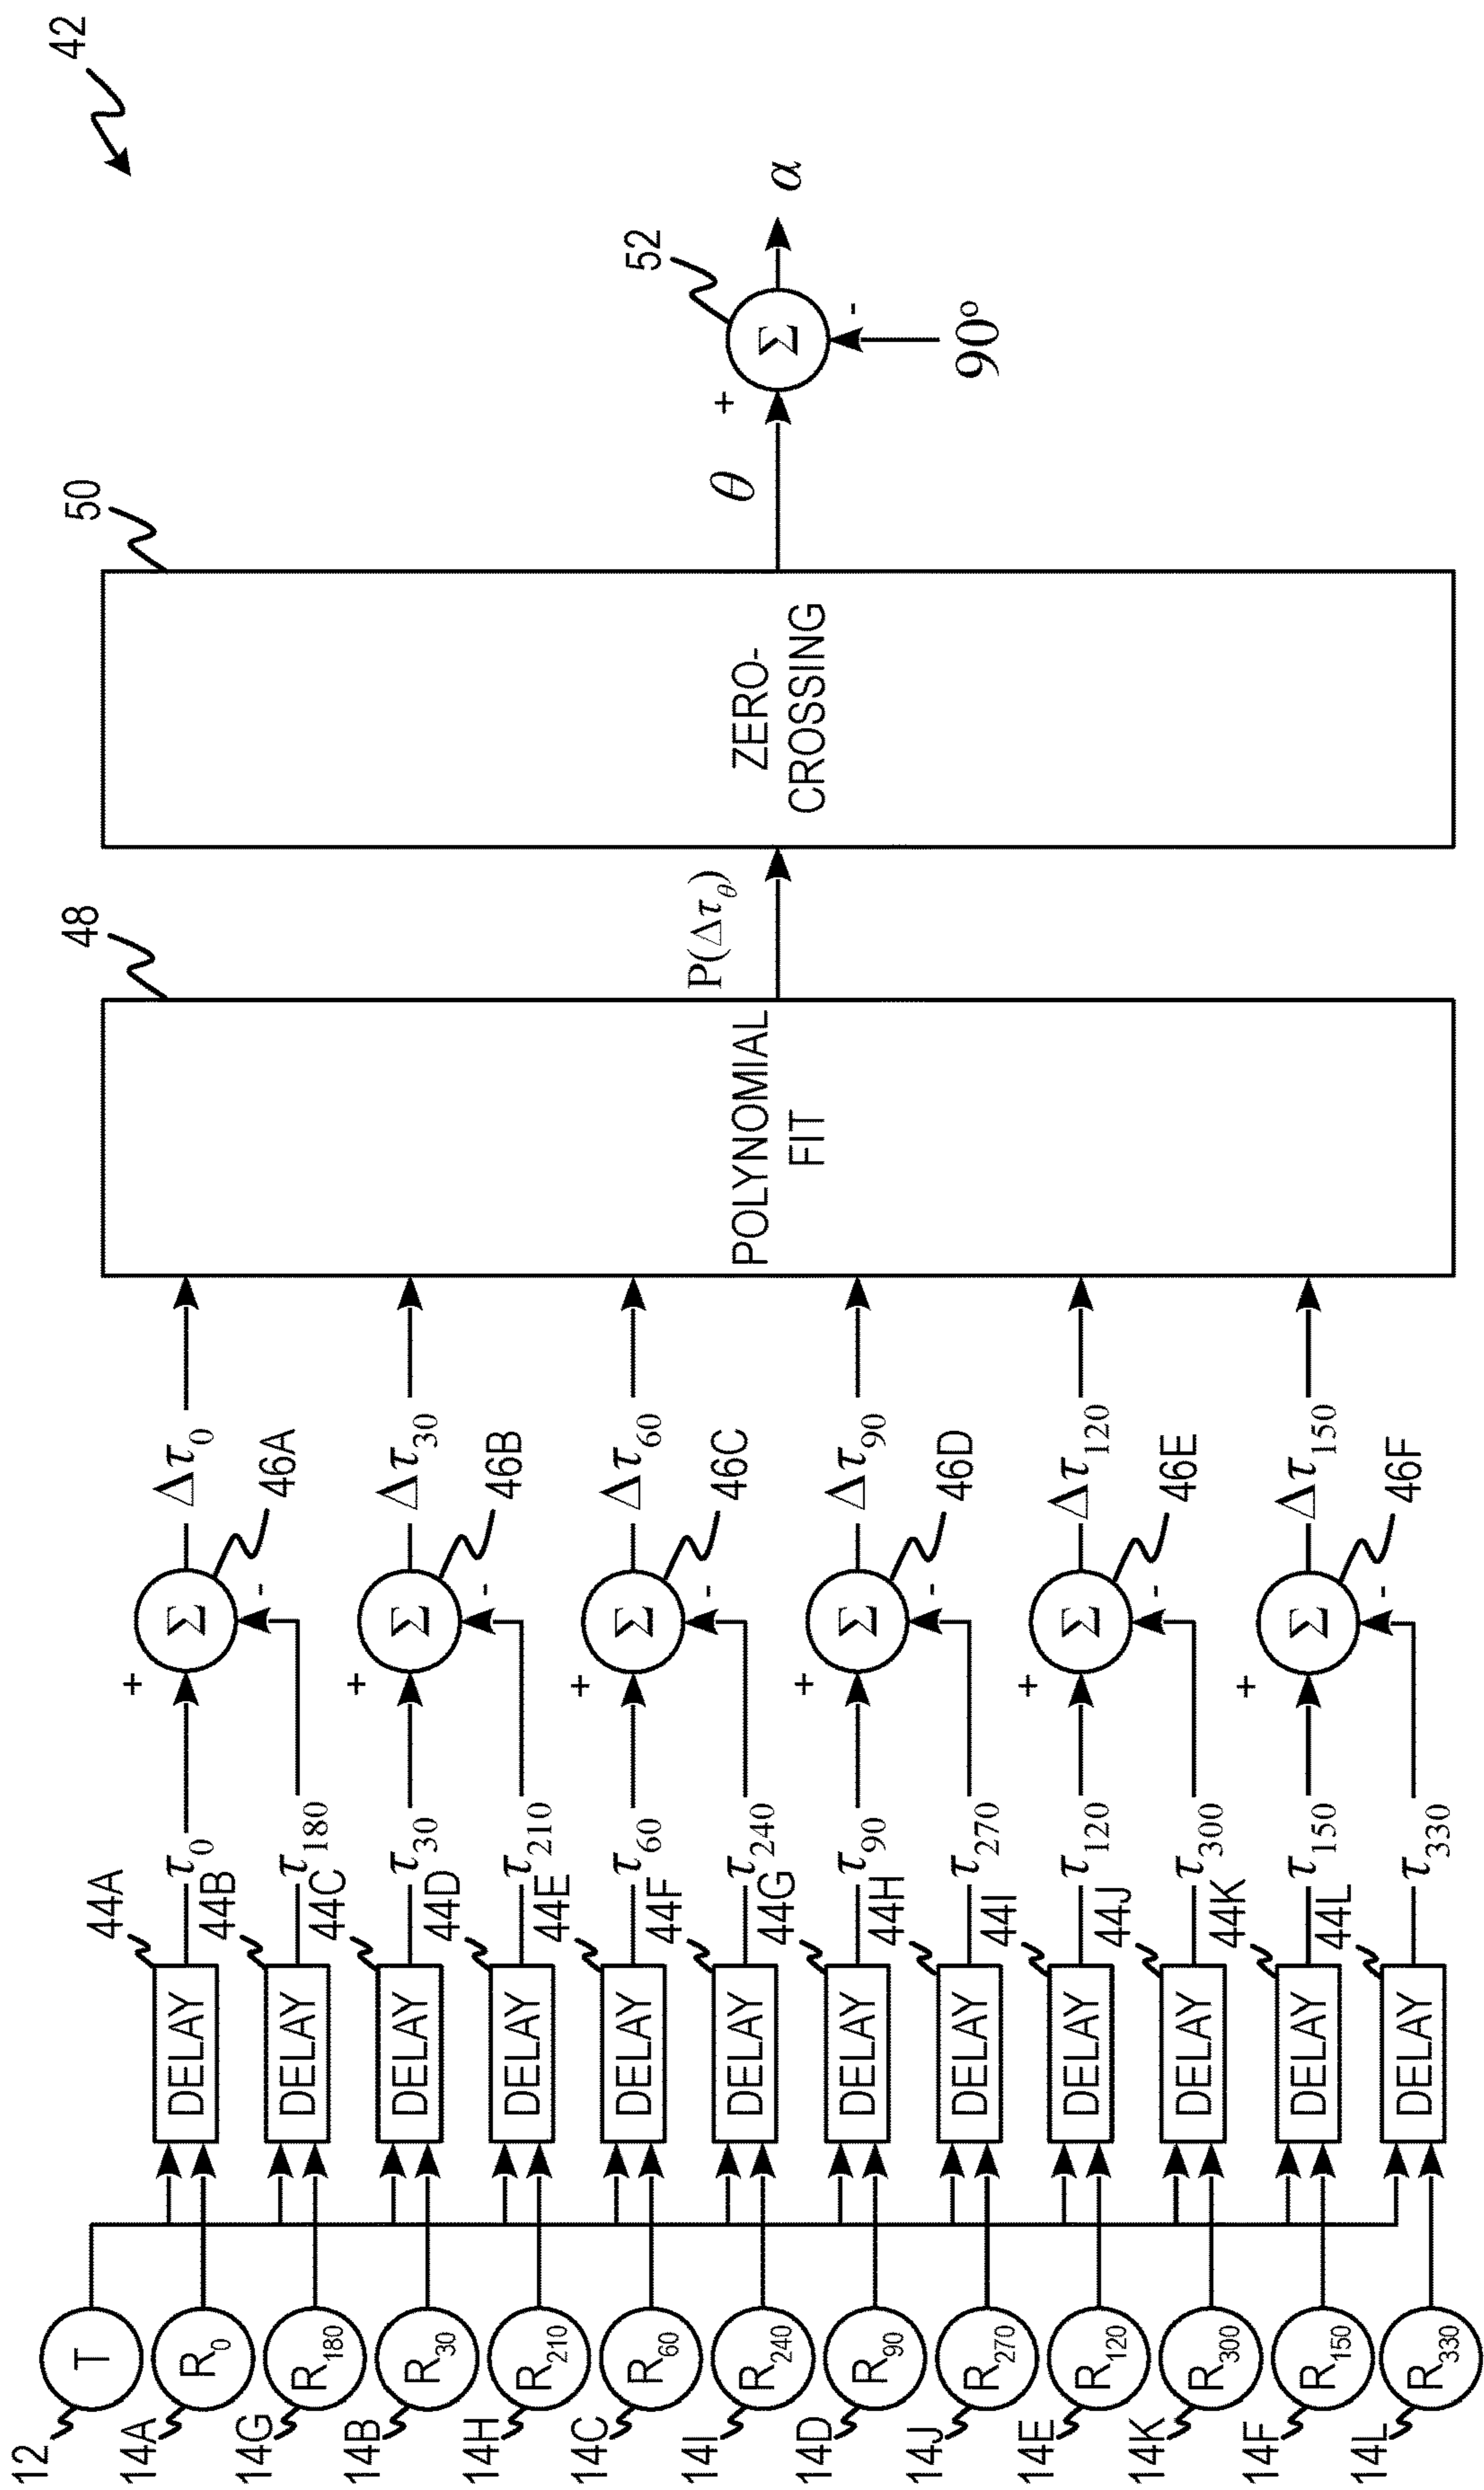 42
12
T
14A
R0
14G
R180
14B
R30
14H
R210
14C
R60
14I
R240
14D
R90
14J
R270
14E
R120
14K
R300
14F
R150
14L
R330
DELAY
44A
DELAY
44B
DELAY
44C
DELAY
44D
DELAY
44E
DELAY
44F
DELAY
44G
DELAY
44H
DELAY
44I
DELAY
44J
DELAY
44K
DELAY
44L
τ0
τ180
τ30
τ210
τ60
τ240
τ90
τ270
τ120
τ300
τ150
τ330
+ Σ -
46A
Δτ0
+ Σ -
46B
Δτ30
+ Σ -
46C
Δτ60
+ Σ -
46D
Δτ90
+ Σ -
46E
Δτ120
+ Σ -
46F
Δτ150
48
POLYNOMIAL
FIT
P(Δτθ)
50
ZERO-
CROSSING
θ
52
+ Σ -
90°
α